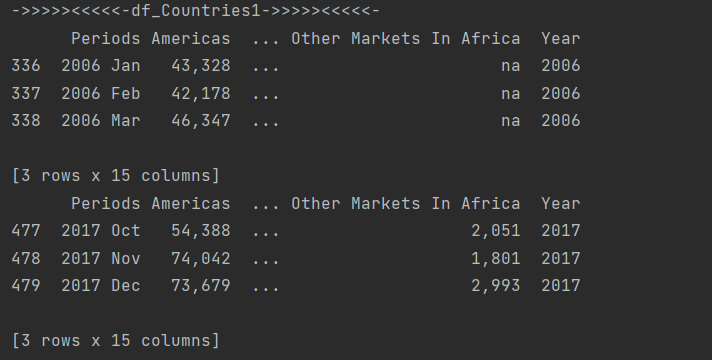 ->>>>><<<<<-df_Countries1->>>>><<<<<-
Periods Americas ... Other Markets In Africa Year
336 2006 Jan 43,328 ... na 2006
337 2006 Feb 42,178 ... na 2006
338 2006 Mar 46,347 ... na 2006
[3 rows x 15 columns]
Periods Americas ... Other Markets In Africa Year
477 2017 Oct 54,388 ... 2,051 2017
478 2017 Nov 74,042 ... 1,801 2017
479 2017 Dec 73,679 ... 2,993 2017
[3 rows x 15 columns]